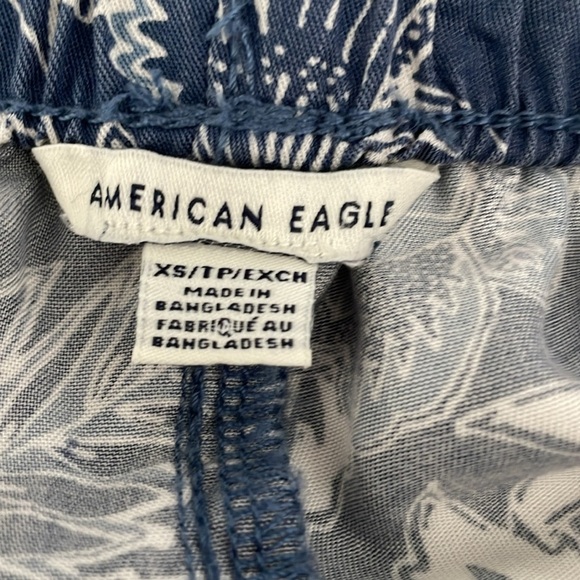 AMERICAN EAGLE
XS/TP/EXCH
MADE IN
BANGLADESH
FABRIQUÉ AU
BANGLADESH